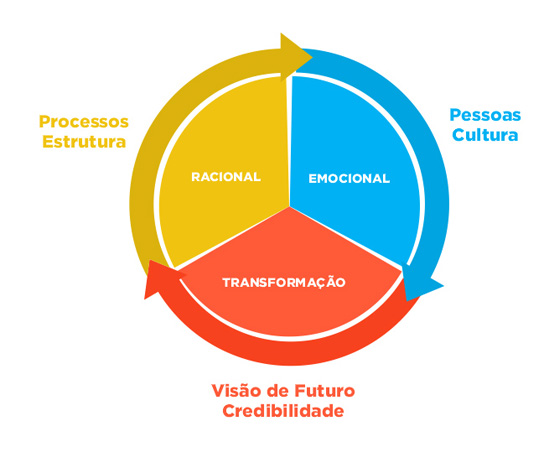 Processos
Estrutura
Pessoas
Cultura
RACIONAL
EMOCIONAL
TRANSFORMAÇÃO
Visão de Futuro
Credibilidade